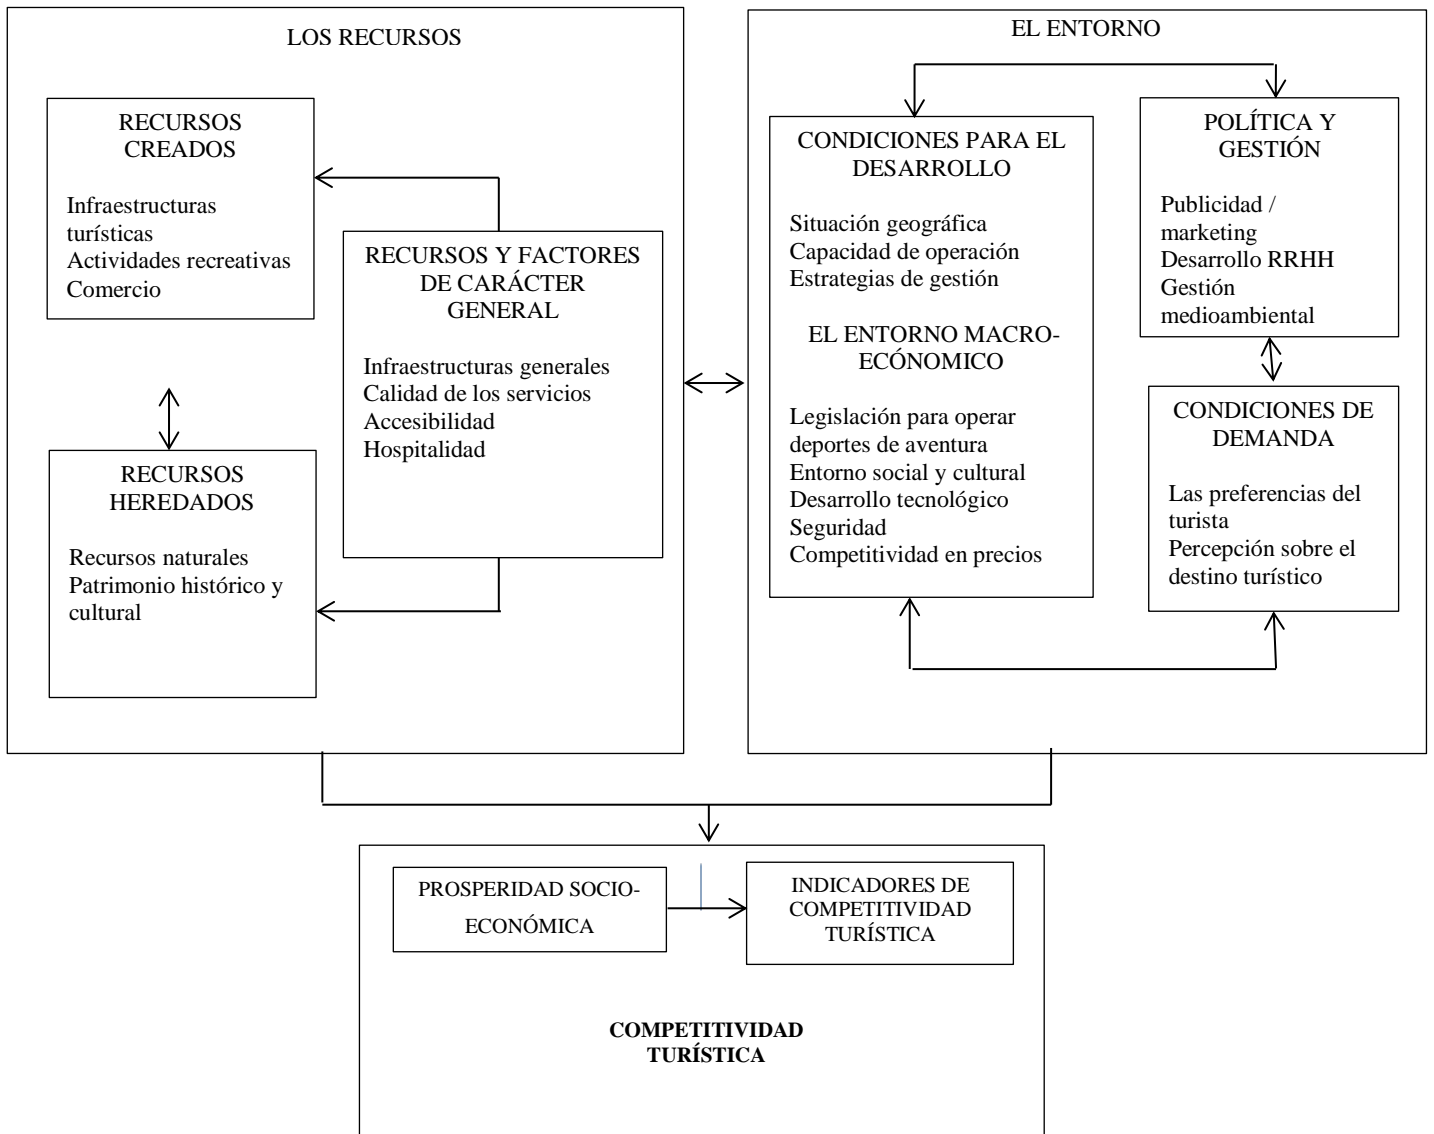 LOS RECURSOS
RECURSOS
CREADOS
Infraestructuras
turísticas
Actividades recreativas
Comercio
RECURSOS Y FACTORES
DE CARÁCTER
GENERAL
Infraestructuras generales
Calidad de los servicios
Accesibilidad
Hospitalidad
RECURSOS
HEREDADOS
Recursos naturales
Patrimonio histórico y
cultural
EL ENTORNO
CONDICIONES PARA EL
DESARROLLO
Situación geográfica
Capacidad de operación
Estrategias de gestión
EL ENTORNO MACRO-
ECÓNOMICO
Legislación para operar
deportes de aventura
Entorno social y cultural
Desarrollo tecnológico
Seguridad
Competitividad en precios
POLÍTICA Y
GESTIÓN
Publicidad /
marketing
Desarrollo RRHH
Gestión
medioambiental
CONDICIONES DE
DEMANDA
Las preferencias del
turista
Percepción sobre el
destino turístico
PROSPERIDAD SOCIO-
ECONÓMICA
INDICADORES DE
COMPETITIVIDAD
TURÍSTICA
COMPETITIVIDAD
TURÍSTICA